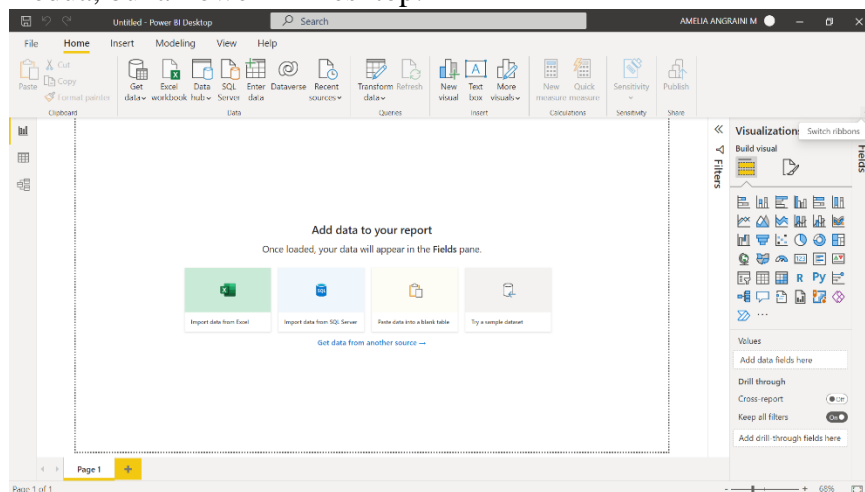 Untitled - Power BI Desktop
Search
AMELIA ANGRAINI M
File Home Insert Modeling View Help
Paste
Cut
Copy
Format painter
Get data
Excel workbook
Data hub
SQL Server
Enter data
Dataverse
Recent sources
Transform data
Refresh
New visual
Text box
More visuals
New measure
Quick measure
Sensitivity
Publish
Clipboard Data Queries Insert Calculations Sensitivity Share
Filters
Visualizations
Switch ribbons
Fields
Build visual
Add data to your report
Once loaded, your data will appear in the Fields pane.
Import data from Excel
Import data from SQL Server
Paste data into a blank table
Try a sample dataset
Get data from another source →
R Py
Values
Add data fields here
Drill through
Cross-report Off
Keep all filters On
Add drill-through fields here
Page 1
Page 1 of 1
68%